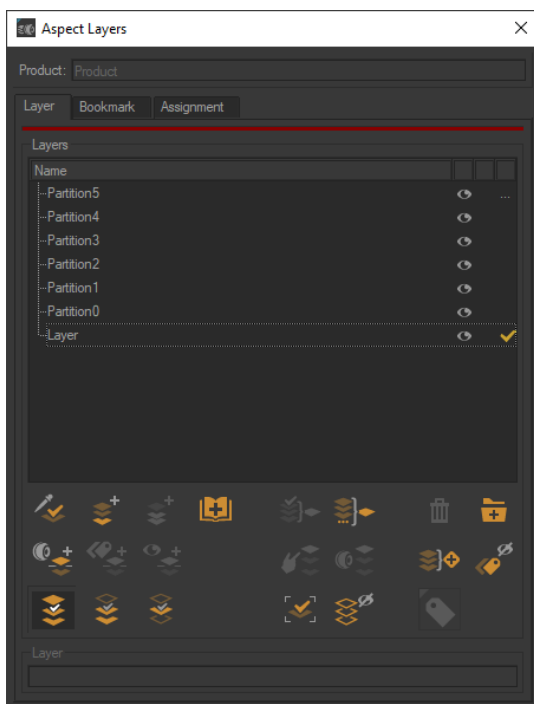 Aspect Layers
Product: Product
Layer Bookmark Assignment
Layers
Name
Partition5 ...
Partition4
Partition3
Partition2
Partition1
Partition0
Layer
Layer